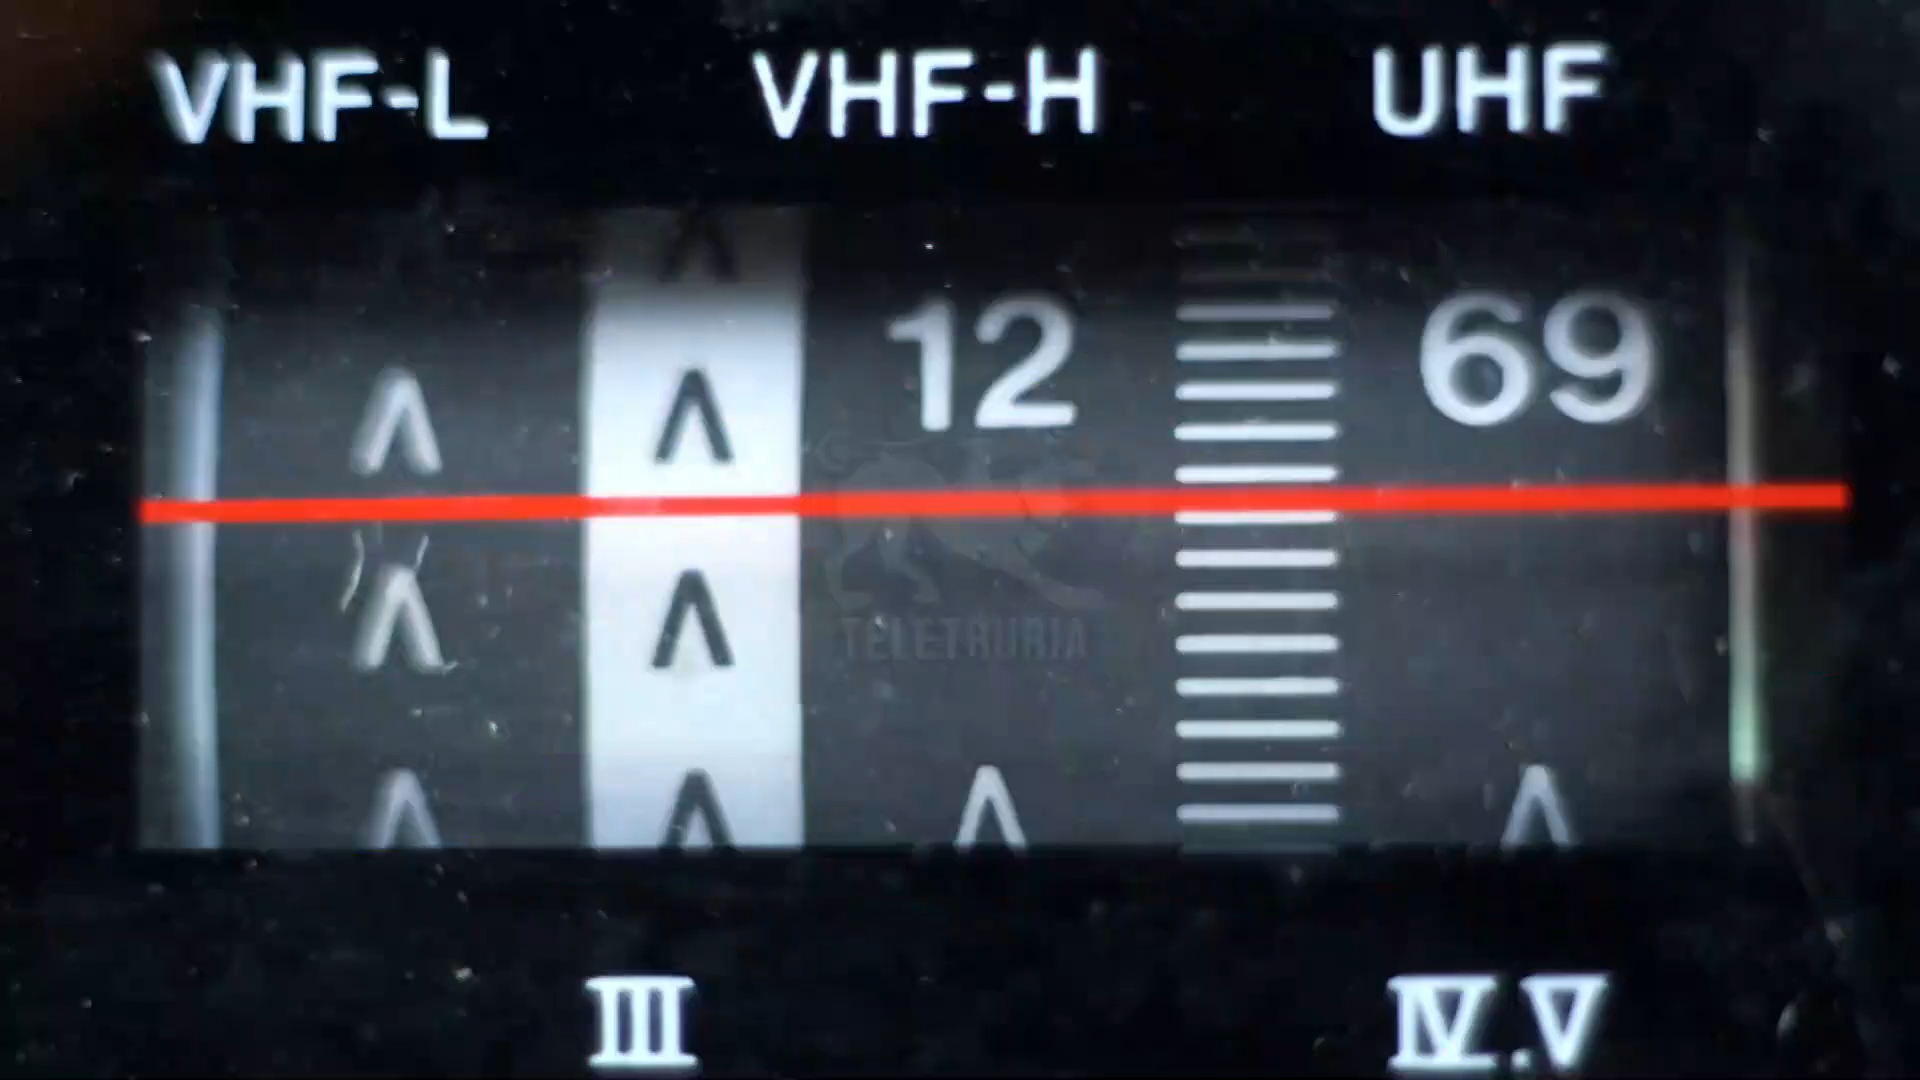 VHF-L VHF-H UHF
Λ Λ 12 69
TELETRURIA
III IV.V